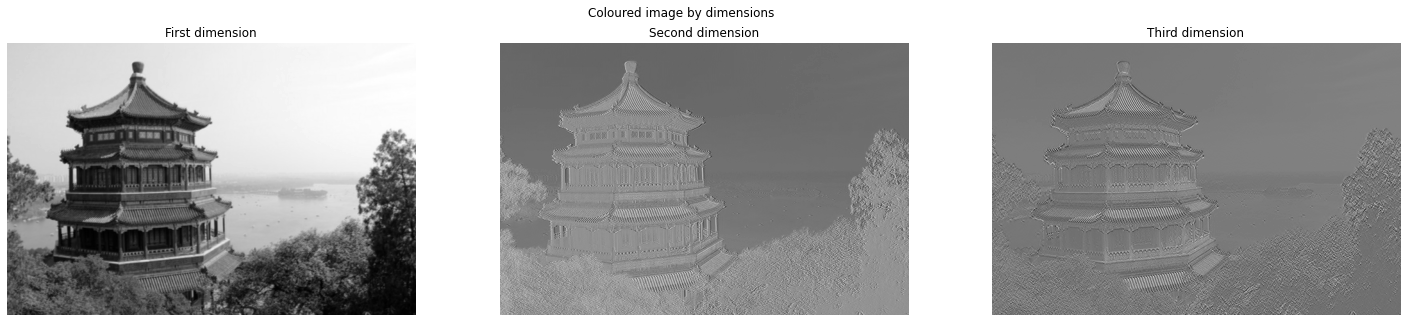 Coloured image by dimensions
First dimension
Second dimension
Third dimension